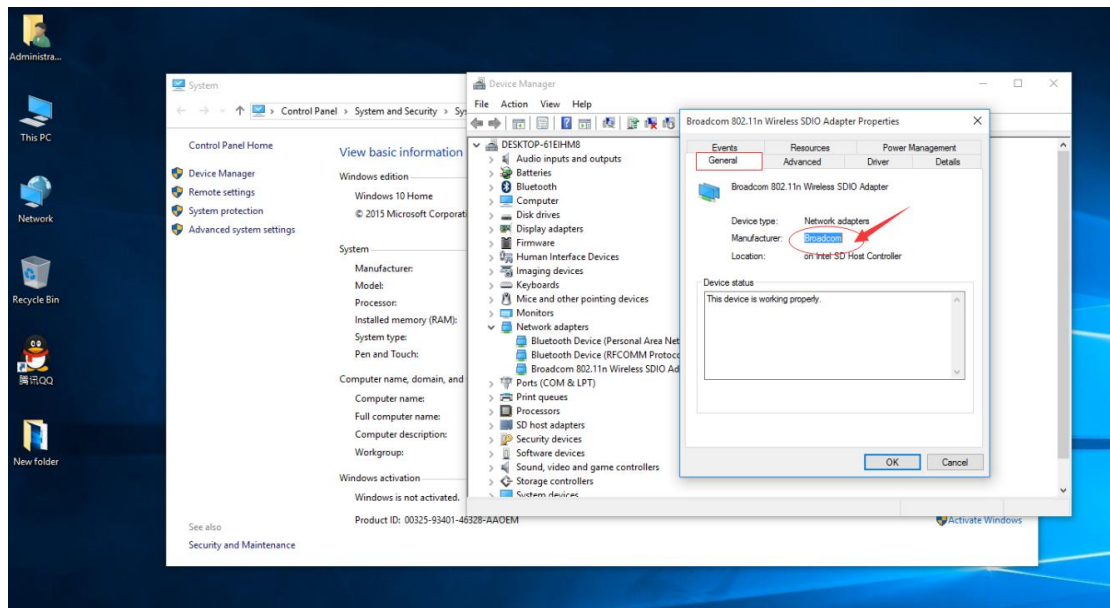 Administra...
This PC
Network
Recycle Bin
腾讯QQ
New folder
System
Control Panel > System and Security > Sys
Control Panel Home
Device Manager
Remote settings
System protection
Advanced system settings
See also
Security and Maintenance
View basic information
Windows edition
Windows 10 Home
© 2015 Microsoft Corporati
System
Manufacturer:
Model:
Processor:
Installed memory (RAM):
System type:
Pen and Touch:
Computer name, domain, and
Computer name:
Full computer name:
Computer description:
Workgroup:
Windows activation
Windows is not activated.
Product ID: 00325-93401-46328-AAOEM
Activate Windows
Device Manager
File Action View Help
DESKTOP-61EIHM8
Audio inputs and outputs
Batteries
Bluetooth
Computer
Disk drives
Display adapters
Firmware
Human Interface Devices
Imaging devices
Keyboards
Mice and other pointing devices
Monitors
Network adapters
Bluetooth Device (Personal Area Net
Bluetooth Device (RFCOMM Protoco
Broadcom 802.11n Wireless SDIO Ad
Ports (COM & LPT)
Print queues
Processors
SD host adapters
Security devices
Software devices
Sound, video and game controllers
Storage controllers
System devices
Broadcom 802.11n Wireless SDIO Adapter Properties
Events Resources Power Management
General Advanced Driver Details
Broadcom 802.11n Wireless SDIO Adapter
Device type: Network adapters
Manufacturer: Broadcom
Location: on Intel SD Host Controller
Device status
This device is working properly.
OK Cancel